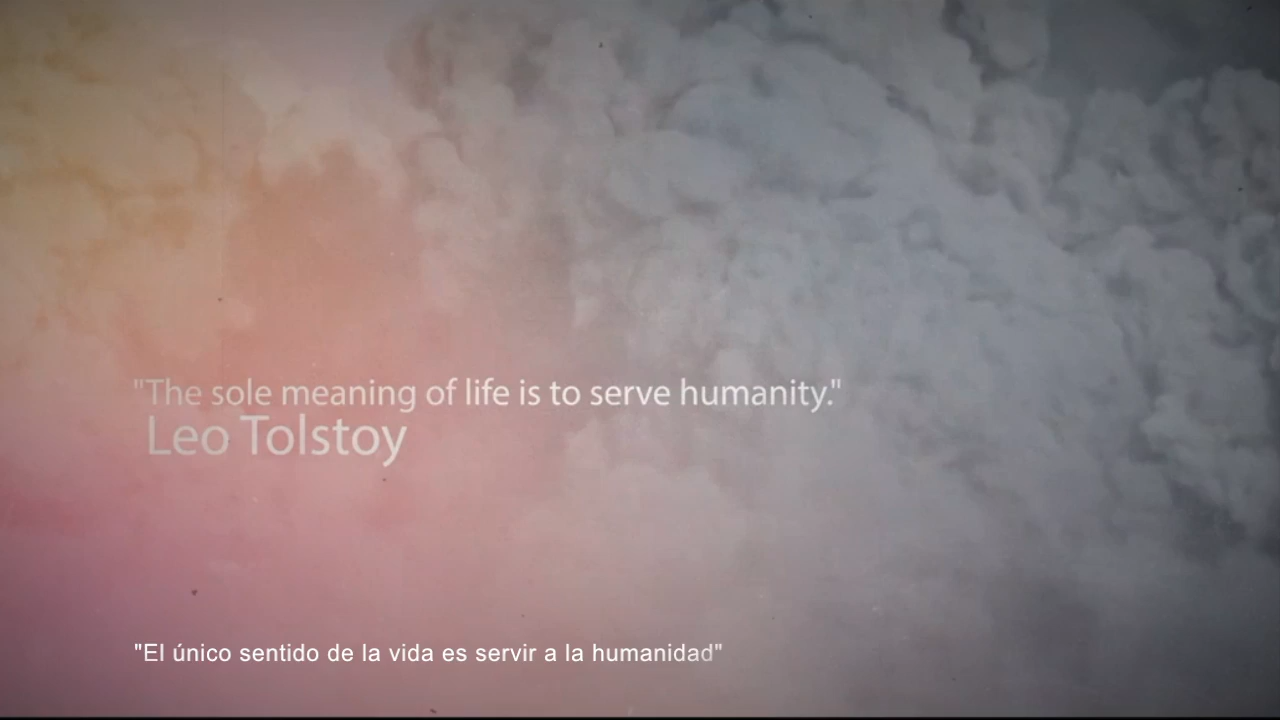 "The sole meaning of life is to serve humanity."
Leo Tolstoy
"El único sentido de la vida es servir a la humanidad"